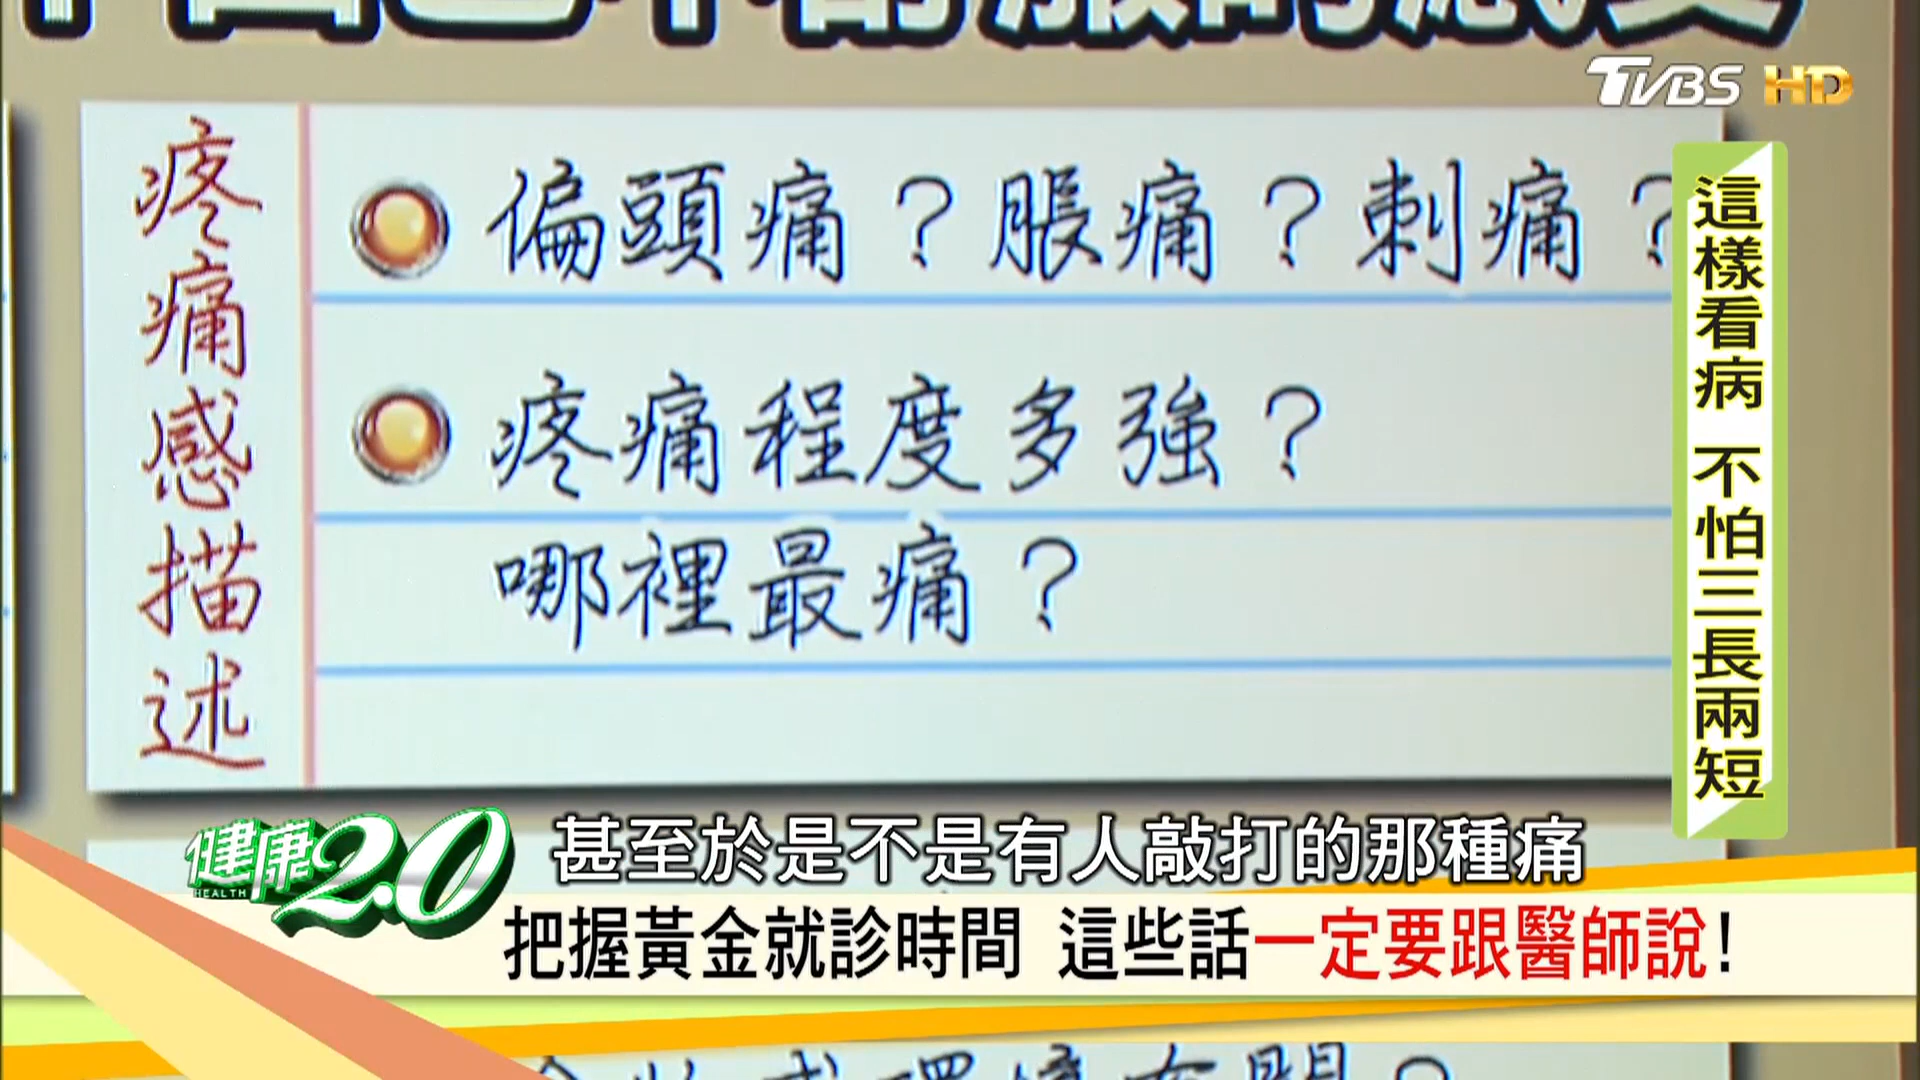 TVBS HD
疼痛感描述
偏頭痛？脹痛？刺痛？
疼痛程度多強？
哪裡最痛？
這樣看病 不怕三長兩短
健康2.0
HEALTH
甚至於是不是有人敲打的那種痛
把握黃金就診時間 這些話一定要跟醫師說！